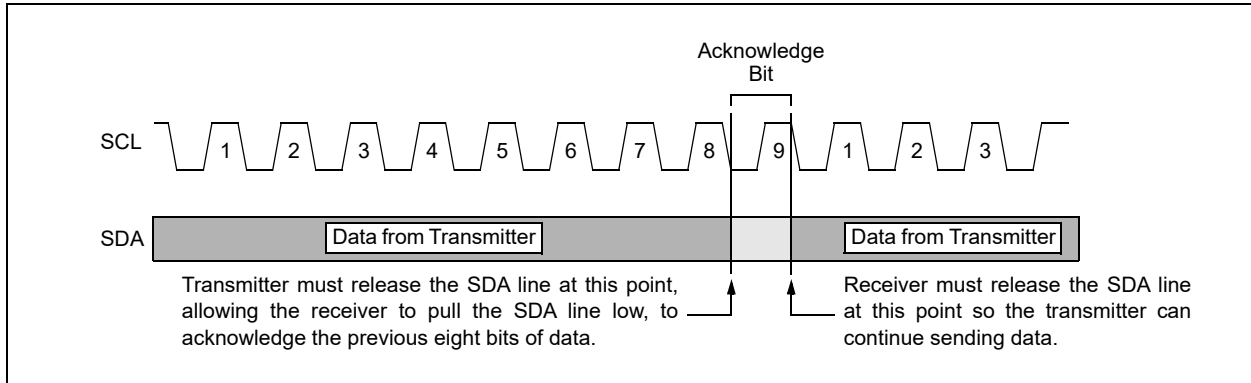 Acknowledge
Bit
SCL
1 2 3 4 5 6 7 8 9 1 2 3
SDA
Data from Transmitter
Data from Transmitter
Transmitter must release the SDA line at this point,
allowing the receiver to pull the SDA line low, to
acknowledge the previous eight bits of data.
Receiver must release the SDA line
at this point so the transmitter can
continue sending data.